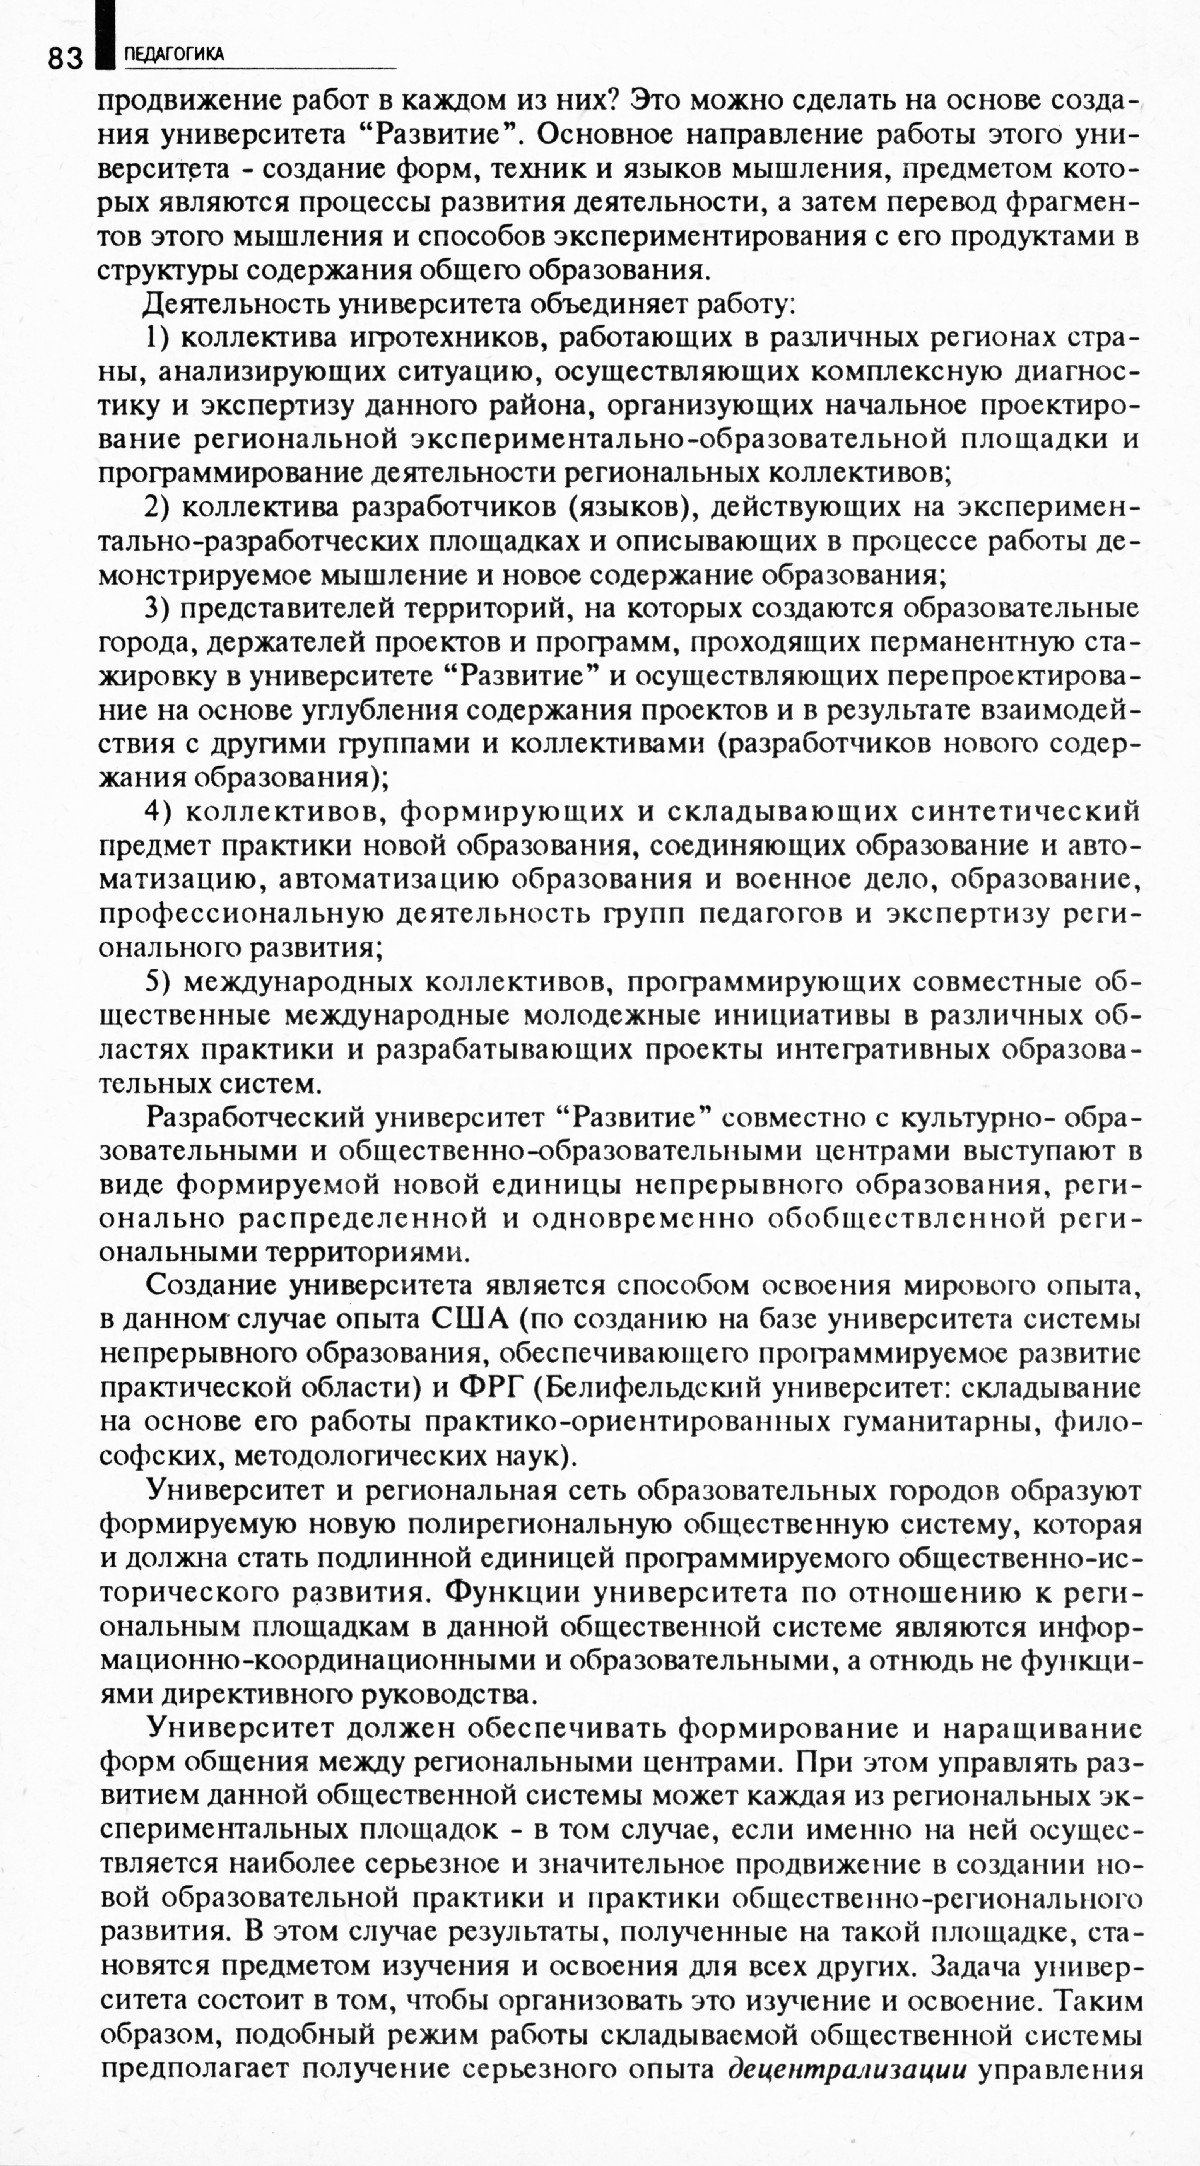 83 ПЕДАГОГИКА
продвижение работ в каждом из них? Это можно сделать на основе созда-
ния университета “Развитие”. Основное направление работы этого уни-
верситета - создание форм, техник и языков мышления, предметом кото-
рых являются процессы развития деятельности, а затем перевод фрагмен-
тов этого мышления и способов экспериментирования с его продуктами в
структуры содержания общего образования.
Деятельность университета объединяет работу:
1) коллектива игротехников, работающих в различных регионах стра-
ны, анализирующих ситуацию, осуществляющих комплексную диагнос-
тику и экспертизу данного района, организующих начальное проектиро-
вание региональной экспериментально-образовательной площадки и
программирование деятельности региональных коллективов;
2) коллектива разработчиков (языков), действующих на эксперимен-
тально-разработческих площадках и описывающих в процессе работы де-
монстрируемое мышление и новое содержание образования;
3) представителей территорий, на которых создаются образовательные
города, держателей проектов и программ, проходящих перманентную ста-
жировку в университете “Развитие” и осуществляющих перепроектирова-
ние на основе углубления содержания проектов и в результате взаимодей-
ствия с другими группами и коллективами (разработчиков нового содер-
жания образования);
4) коллективов, формирующих и складывающих синтетический
предмет практики новой образования, соединяющих образование и авто-
матизацию, автоматизацию образования и военное дело, образование,
профессиональную деятельность групп педагогов и экспертизу реги-
онального развития;
5) международных коллективов, программирующих совместные об-
щественные международные молодежные инициативы в различных об-
ластях практики и разрабатывающих проекты интегративных образова-
тельных систем.
Разработческий университет “Развитие” совместно с культурно- обра-
зовательными и общественно-образовательными центрами выступают в
виде формируемой новой единицы непрерывного образования, реги-
онально распределенной и одновременно обобществленной реги-
ональными территориями.
Создание университета является способом освоения мирового опыта,
в данном случае опыта США (по созданию на базе университета системы
непрерывного образования, обеспечивающего программируемое развитие
практической области) и ФРГ (Белифельдский университет: складывание
на основе его работы практико-ориентированных гуманитарны, фило-
софских, методологических наук).
Университет и региональная сеть образовательных городов образуют
формируемую новую полирегиональную общественную систему, которая
и должна стать подлинной единицей программируемого общественно-ис-
торического развития. Функции университета по отношению к реги-
ональным площадкам в данной общественной системе являются инфор-
мационно-координационными и образовательными, а отнюдь не функци-
ями директивного руководства.
Университет должен обеспечивать формирование и наращивание
форм общения между региональными центрами. При этом управлять раз-
витием данной общественной системы может каждая из региональных эк-
спериментальных площадок - в том случае, если именно на ней осущес-
твляется наиболее серьезное и значительное продвижение в создании но-
вой образовательной практики и практики общественно-регионального
развития. В этом случае результаты, полученные на такой площадке, ста-
новятся предметом изучения и освоения для всех других. Задача универ-
ситета состоит в том, чтобы организовать это изучение и освоение. Таким
образом, подобный режим работы складываемой общественной системы
предполагает получение серьезного опыта децентрализации управления